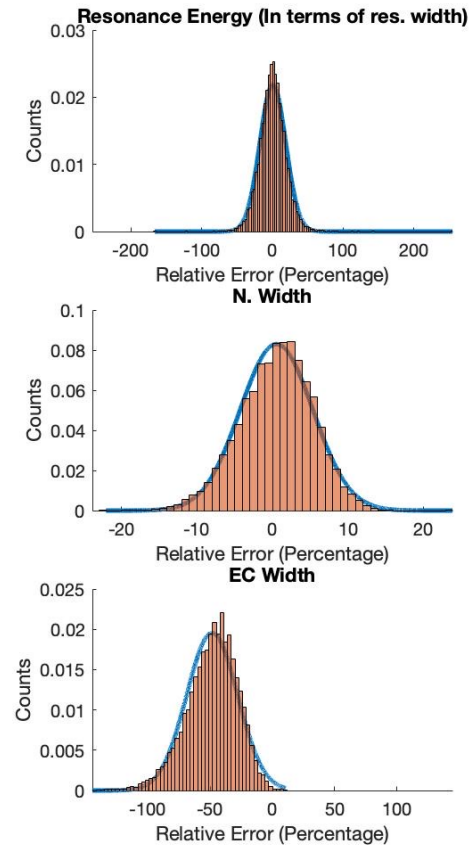 Resonance Energy (In terms of res. width)
0.03
0.02
0.01
0
Counts
-200 -100 0 100 200
Relative Error (Percentage)
N. Width
0.1
0.08
0.06
0.04
0.02
0
Counts
-20 -10 0 10 20
Relative Error (Percentage)
EC Width
0.025
0.02
0.015
0.01
0.005
0
Counts
-100 -50 0 50 100
Relative Error (Percentage)